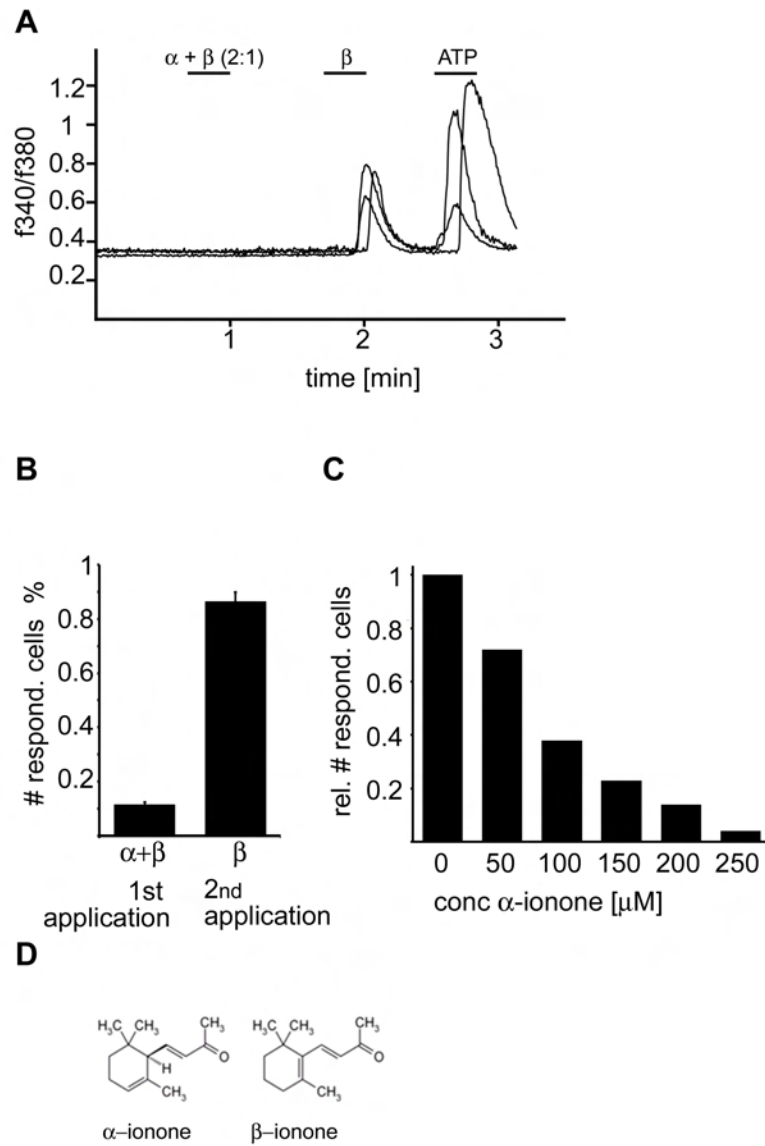 A
α + β (2:1)
β
ATP
f340/f380
1.2
1
0.8
0.6
0.4
0.2
1
2
3
time [min]
B
# respond. cells %
1
0.8
0.6
0.4
0.2
α+β
β
1st
application
2nd
application
C
rel. # respond. cells
1
0.8
0.6
0.4
0.2
0
50
100
150
200
250
conc α-ionone [μM]
D
H₃C
CH₃
CH₃
O
H
CH₃
α–ionone
H₃C
CH₃
CH₃
O
CH₃
β–ionone